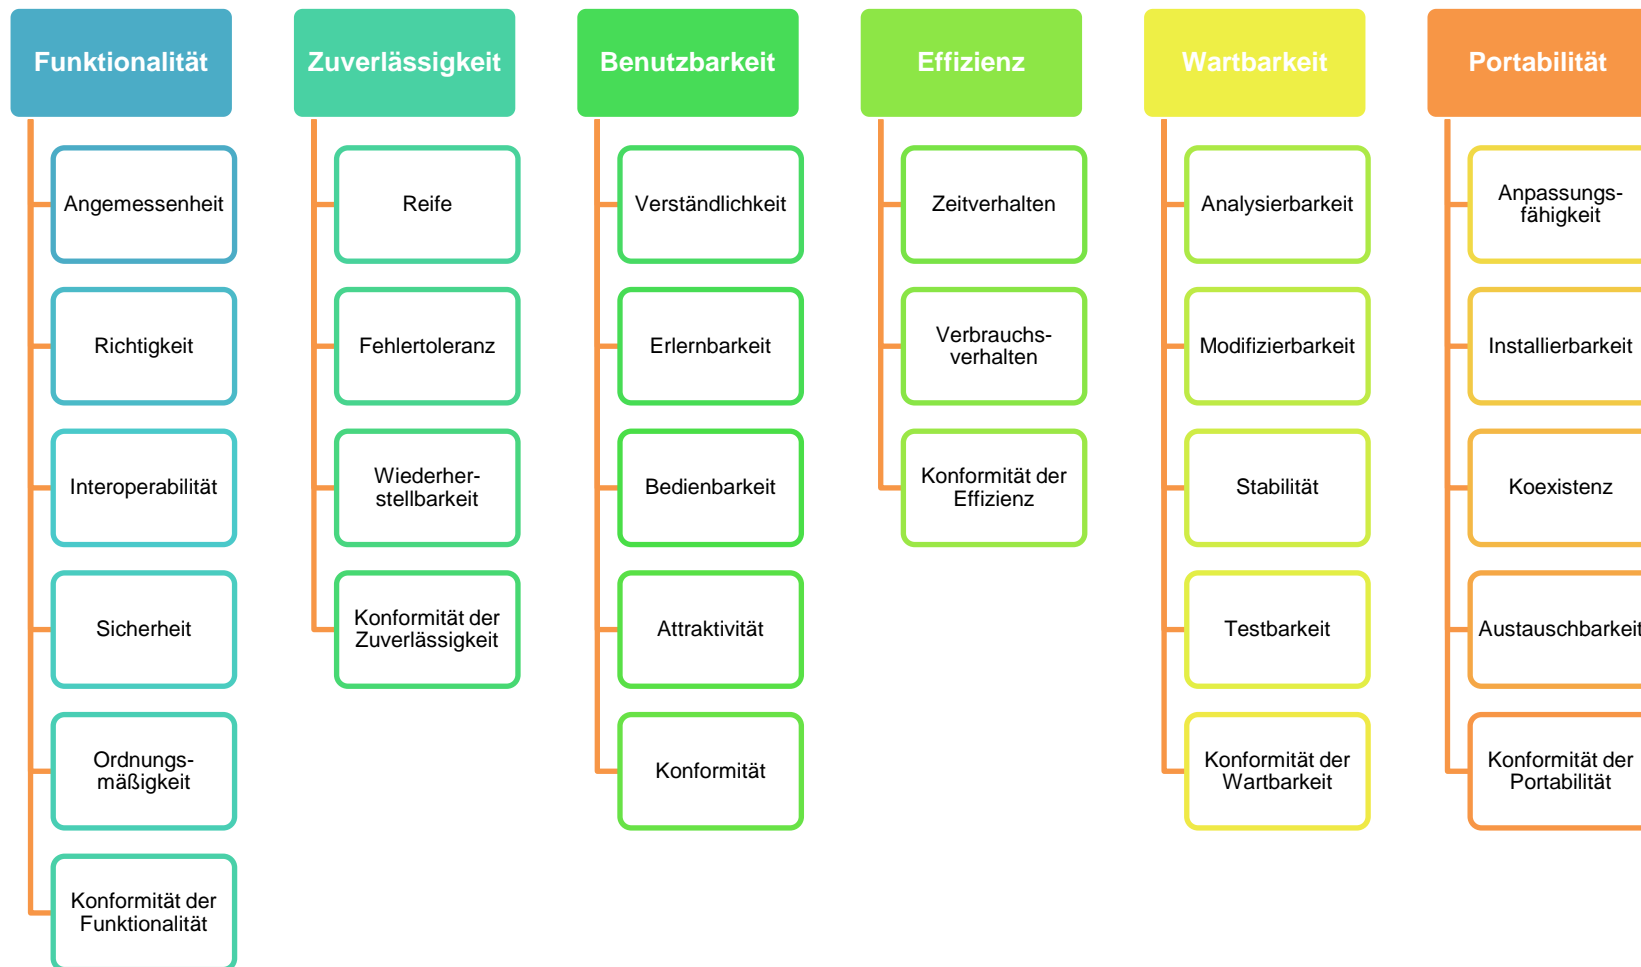 Funktionalität
Angemessenheit
Richtigkeit
Interoperabilität
Sicherheit
Ordnungs-
mäßigkeit
Konformität der
Funktionalität
Zuverlässigkeit
Reife
Fehlertoleranz
Wiederher-
stellbarkeit
Konformität der
Zuverlässigkeit
Benutzbarkeit
Verständlichkeit
Erlernbarkeit
Bedienbarkeit
Attraktivität
Konformität
Effizienz
Zeitverhalten
Verbrauchs-
verhalten
Konformität der
Effizienz
Wartbarkeit
Analysierbarkeit
Modifizierbarkeit
Stabilität
Testbarkeit
Konformität der
Wartbarkeit
Portabilität
Anpassungs-
fähigkeit
Installierbarkeit
Koexistenz
Austauschbarkeit
Konformität der
Portabilität